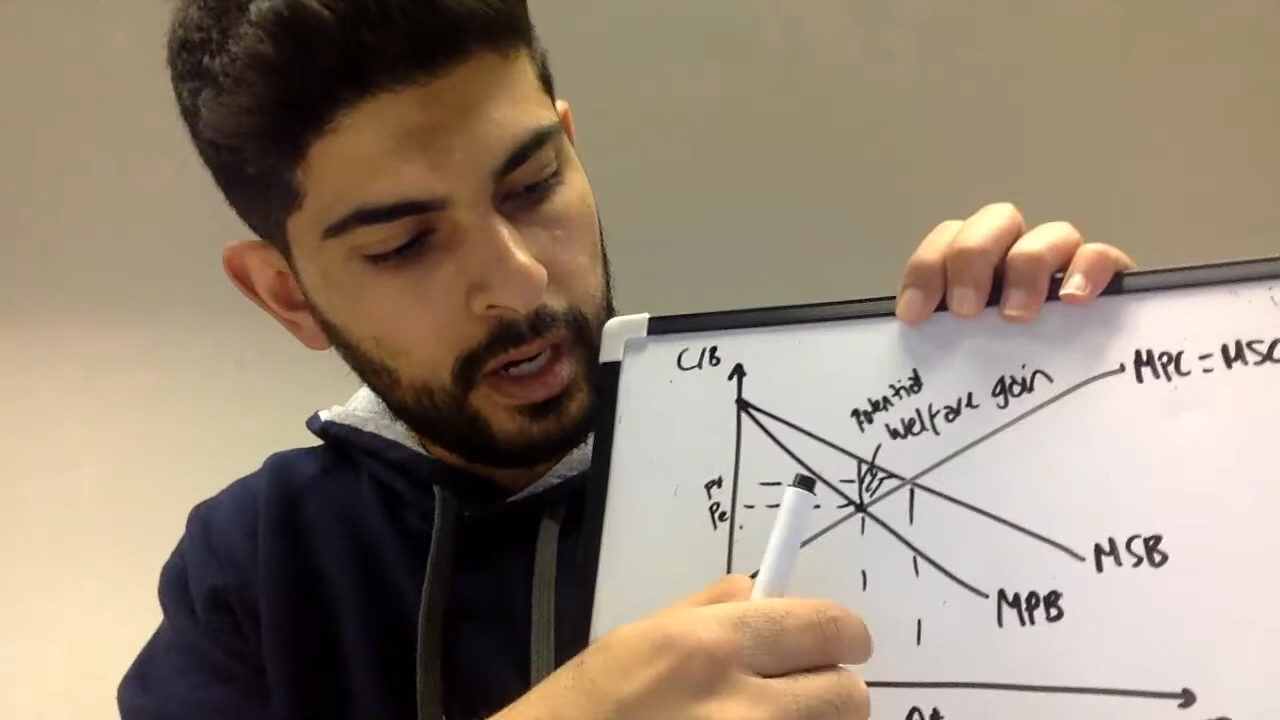 C/B
MPC = MSC
Potential
welfare gain
P*
Pe
MSB
MPB
Q*